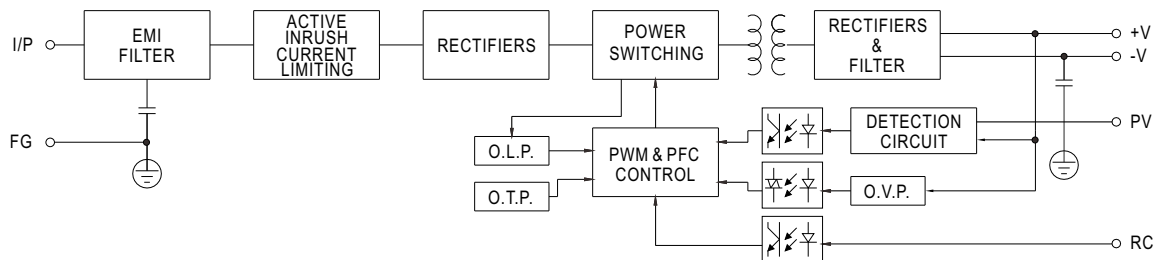 I/P
EMI
FILTER
ACTIVE
INRUSH
CURRENT
LIMITING
RECTIFIERS
POWER
SWITCHING
RECTIFIERS
&
FILTER
+V
-V
FG
O.L.P.
O.T.P.
PWM & PFC
CONTROL
DETECTION
CIRCUIT
PV
O.V.P.
RC